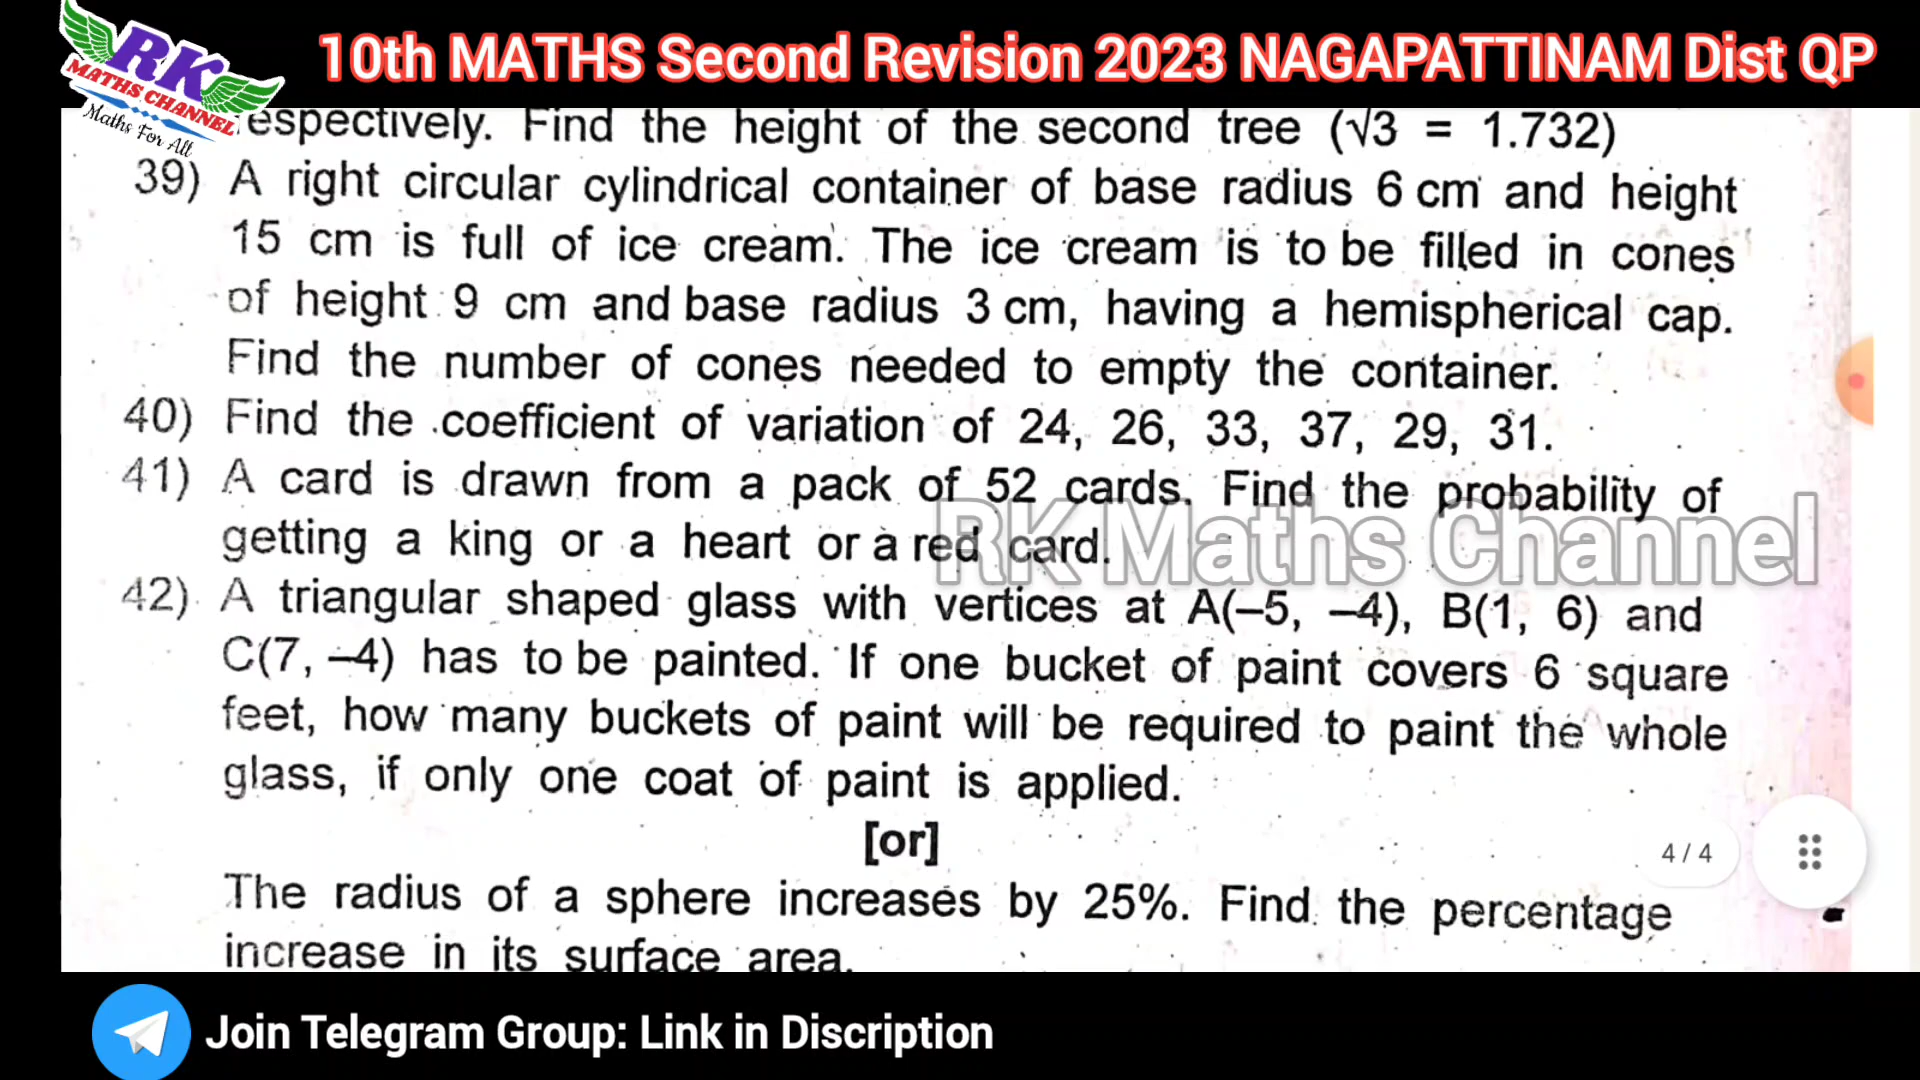 RK
MATHS CHANNEL
Maths For All
10th MATHS Second Revision 2023 NAGAPATTINAM Dist QP
respectively. Find the height of the second tree (√3 = 1.732)
39) A right circular cylindrical container of base radius 6 cm and height
15 cm is full of ice cream. The ice cream is to be filled in cones
of height 9 cm and base radius 3 cm, having a hemispherical cap.
Find the number of cones needed to empty the container.
40) Find the coefficient of variation of 24, 26, 33, 37, 29, 31.
41) A card is drawn from a pack of 52 cards. Find the probability of
getting a king or a heart or a red card.
RK Maths Channel
42) A triangular shaped glass with vertices at A(–5, –4), B(1, 6) and
C(7, –4) has to be painted. If one bucket of paint covers 6 square
feet, how many buckets of paint will be required to paint the whole
glass, if only one coat of paint is applied.
[or]
4 / 4
The radius of a sphere increases by 25%. Find the percentage
increase in its surface area.
Join Telegram Group: Link in Discription